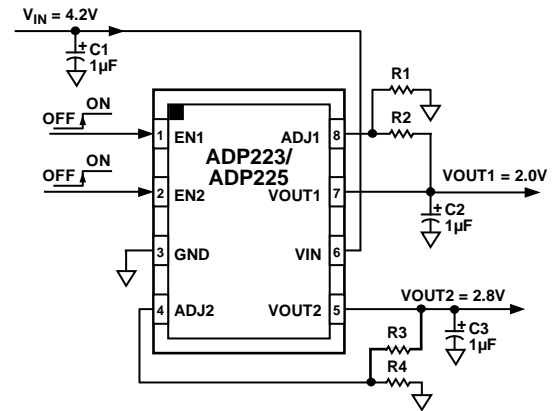 VIN = 4.2V
C1
1µF
OFF ON
OFF ON
1 EN1
2 EN2
3 GND
4 ADJ2
ADP223/
ADP225
ADJ1 8
VOUT1 7
VIN 6
VOUT2 5
R1
R2
VOUT1 = 2.0V
C2
1µF
VOUT2 = 2.8V
C3
1µF
R3
R4
+
+
+